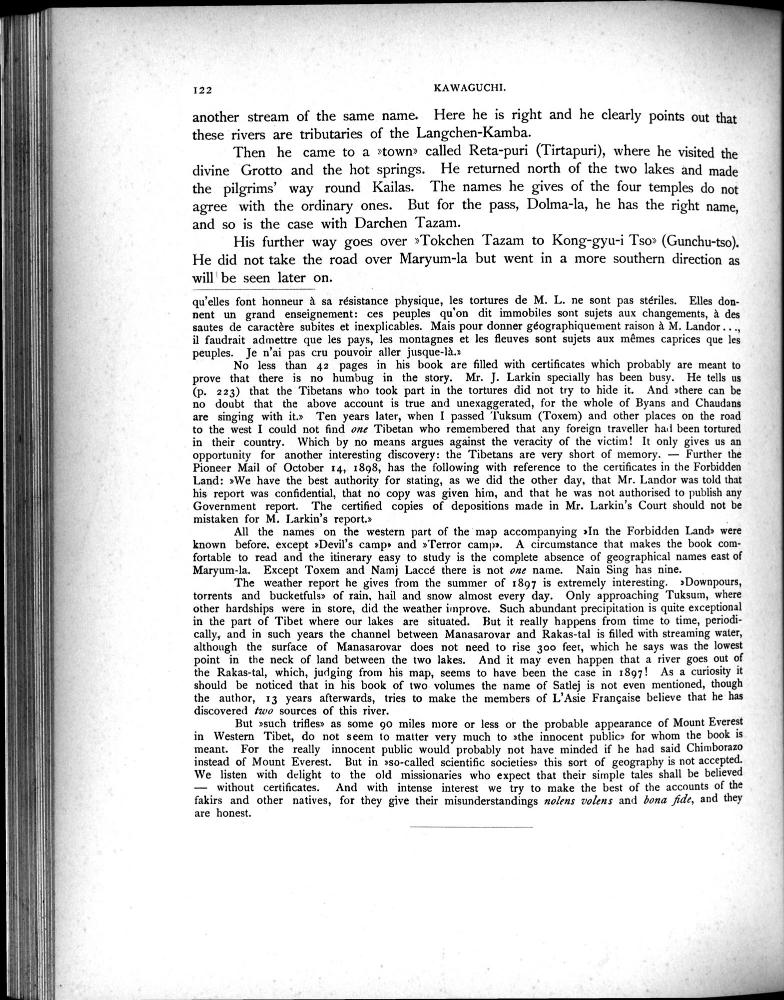 122 KAWAGUCHI.
another stream of the same name. Here he is right and he clearly points out that
these rivers are tributaries of the Langchen-Kamba.
Then he came to a »town» called Reta-puri (Tirtapuri), where he visited the
divine Grotto and the hot springs. He returned north of the two lakes and made
the pilgrims' way round Kailas. The names he gives of the four temples do not
agree with the ordinary ones. But for the pass, Dolma-la, he has the right name,
and so is the case with Darchen Tazam.
His further way goes over »Tokchen Tazam to Kong-gyu-i Tso» (Gunchu-tso).
He did not take the road over Maryum-la but went in a more southern direction as
will be seen later on.
qu'elles font honneur à sa résistance physique, les tortures de M. L. ne sont pas stériles. Elles don-
nent un grand enseignement: ces peuples qu'on dit immobiles sont sujets aux changements, à des
sautes de caractère subites et inexplicables. Mais pour donner géographiquement raison à M. Landor...,
il faudrait admettre que les pays, les montagnes et les fleuves sont sujets aux mêmes caprices que les
peuples. Je n'ai pas cru pouvoir aller jusque-là.»
No less than 42 pages in his book are filled with certificates which probably are meant to
prove that there is no humbug in the story. Mr. J. Larkin specially has been busy. He tells us
(p. 223) that the Tibetans who took part in the tortures did not try to hide it. And »there can be
no doubt that the above account is true and unexaggerated, for the whole of Byans and Chaudans
are singing with it.» Ten years later, when I passed Tuksum (Toxem) and other places on the road
to the west I could not find one Tibetan who remembered that any foreign traveller had been tortured
in their country. Which by no means argues against the veracity of the victim! It only gives us an
opportunity for another interesting discovery: the Tibetans are very short of memory. — Further the
Pioneer Mail of October 14, 1898, has the following with reference to the certificates in the Forbidden
Land: »We have the best authority for stating, as we did the other day, that Mr. Landor was told that
his report was confidential, that no copy was given him, and that he was not authorised to publish any
Government report. The certified copies of depositions made in Mr. Larkin's Court should not be
mistaken for M. Larkin's report.»
All the names on the western part of the map accompanying »In the Forbidden Land» were
known before, except »Devil's camp» and »Terror camp». A circumstance that makes the book com-
fortable to read and the itinerary easy to study is the complete absence of geographical names east of
Maryum-la. Except Toxem and Namj Laccé there is not one name. Nain Sing has nine.
The weather report he gives from the summer of 1897 is extremely interesting. »Downpours,
torrents and bucketfuls» of rain, hail and snow almost every day. Only approaching Tuksum, where
other hardships were in store, did the weather improve. Such abundant precipitation is quite exceptional
in the part of Tibet where our lakes are situated. But it really happens from time to time, periodi-
cally, and in such years the channel between Manasarovar and Rakas-tal is filled with streaming water,
although the surface of Manasarovar does not need to rise 300 feet, which he says was the lowest
point in the neck of land between the two lakes. And it may even happen that a river goes out of
the Rakas-tal, which, judging from his map, seems to have been the case in 1897! As a curiosity it
should be noticed that in his book of two volumes the name of Satlej is not even mentioned, though
the author, 13 years afterwards, tries to make the members of L'Asie Française believe that he has
discovered two sources of this river.
But »such trifles» as some 90 miles more or less or the probable appearance of Mount Everest
in Western Tibet, do not seem to matter very much to »the innocent public» for whom the book is
meant. For the really innocent public would probably not have minded if he had said Chimborazo
instead of Mount Everest. But in »so-called scientific societies» this sort of geography is not accepted.
We listen with delight to the old missionaries who expect that their simple tales shall be believed
— without certificates. And with intense interest we try to make the best of the accounts of the
fakirs and other natives, for they give their misunderstandings nolens volens and bona fide, and they
are honest.